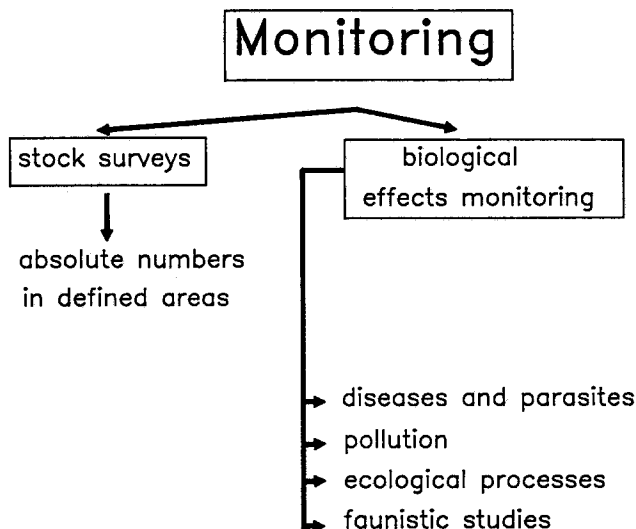 Monitoring
stock surveys
absolute numbers
in defined areas
biological
effects monitoring
diseases and parasites
pollution
ecological processes
faunistic studies